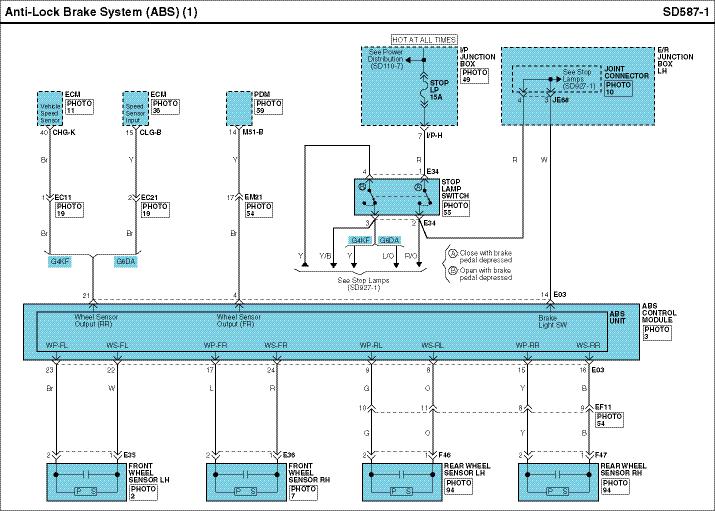 Anti-Lock Brake System (ABS) (1)
SD587-1
HOT AT ALL TIMES
See Power
Distribution
(SD110-7)
STOP
LP
15A
I/P
JUNCTION
BOX
PHOTO
49
See Stop
Lamps
(SD927-1)
JOINT
CONNECTOR
PHOTO
10
E/R
JUNCTION
BOX
LH
4
3
JE6#
Vehicle
Speed
Sensor
ECM
PHOTO
11
40
CHG-K
Br
1
EC11
PHOTO
19
Br
Speed
Sensor
Input
ECM
PHOTO
36
15
CLG-B
Y
2
EC21
PHOTO
19
Br
G4KF
G6DA
PDM
PHOTO
59
14
M51-B
Y
17
EM21
PHOTO
54
Br
7
I/P-H
R
4
1
E34
B
A
STOP
LAMP
SWITCH
PHOTO
55
3
2
E34
G4KF
G6DA
Y
Y/B
Y
L/O
R/O
See Stop Lamps
(SD927-1)
A :Close with brake
pedal depressed
B :Open with brake
pedal depressed
R
W
21
4
14
E03
Wheel Sensor
Output (RR)
Wheel Sensor
Output (FR)
Brake
Light SW
ABS
UNIT
ABS
CONTROL
MODULE
PHOTO
3
WP-FL
WS-FL
WP-FR
WS-FR
WP-RL
WS-RL
WP-RR
WS-RR
23
22
17
24
9
8
15
16
E03
Br
W
L
R
G
O
Y
B
10
11
8
9
EF11
PHOTO
54
G
O
Y
B
2
1
E35
2
1
E36
2
1
F46
2
1
F47
P S
FRONT
WHEEL
SENSOR LH
PHOTO
2
P S
FRONT
WHEEL
SENSOR RH
PHOTO
7
P S
REAR WHEEL
SENSOR LH
PHOTO
94
P S
REAR WHEEL
SENSOR RH
PHOTO
94